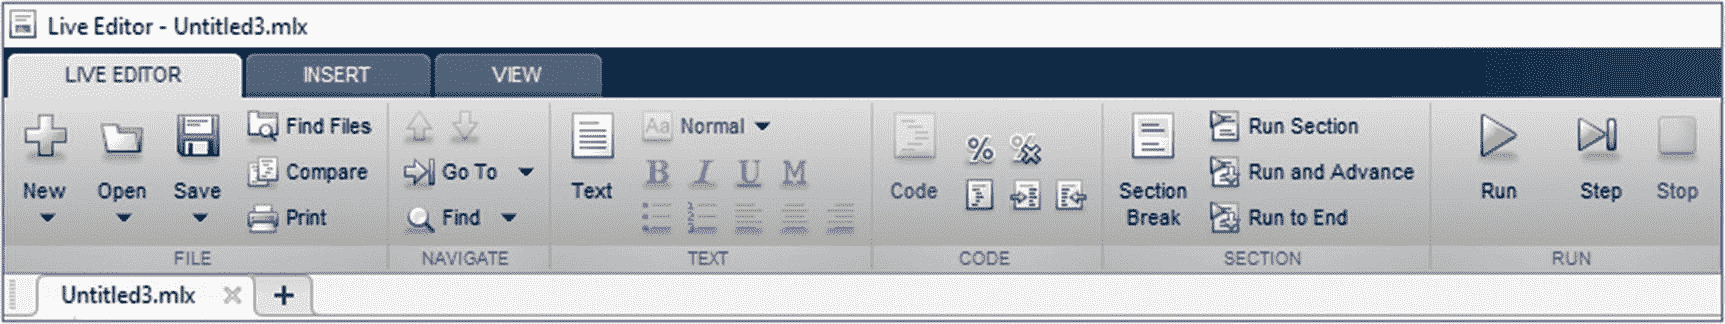 Live Editor - Untitled3.mlx
LIVE EDITOR INSERT VIEW
New Open Save Find Files Compare Print
FILE
Go To Find
NAVIGATE
Text Aa Normal B I U M
TEXT
Code % %
CODE
Section Break Run Section Run and Advance Run to End
SECTION
Run Step Stop
RUN
Untitled3.mlx +